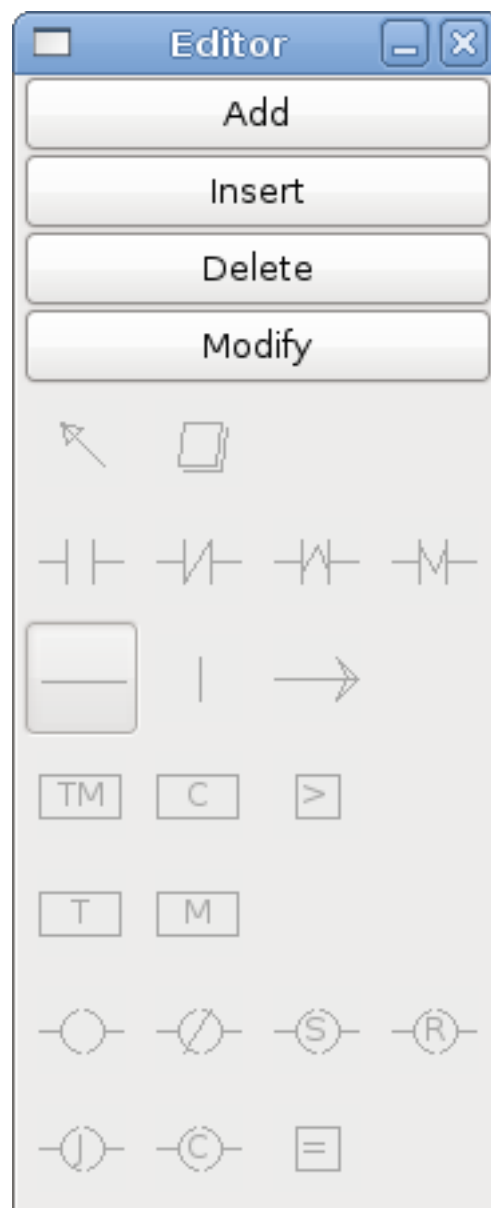 Editor
Add
Insert
Delete
Modify
TM C >
T M
S R
J C =